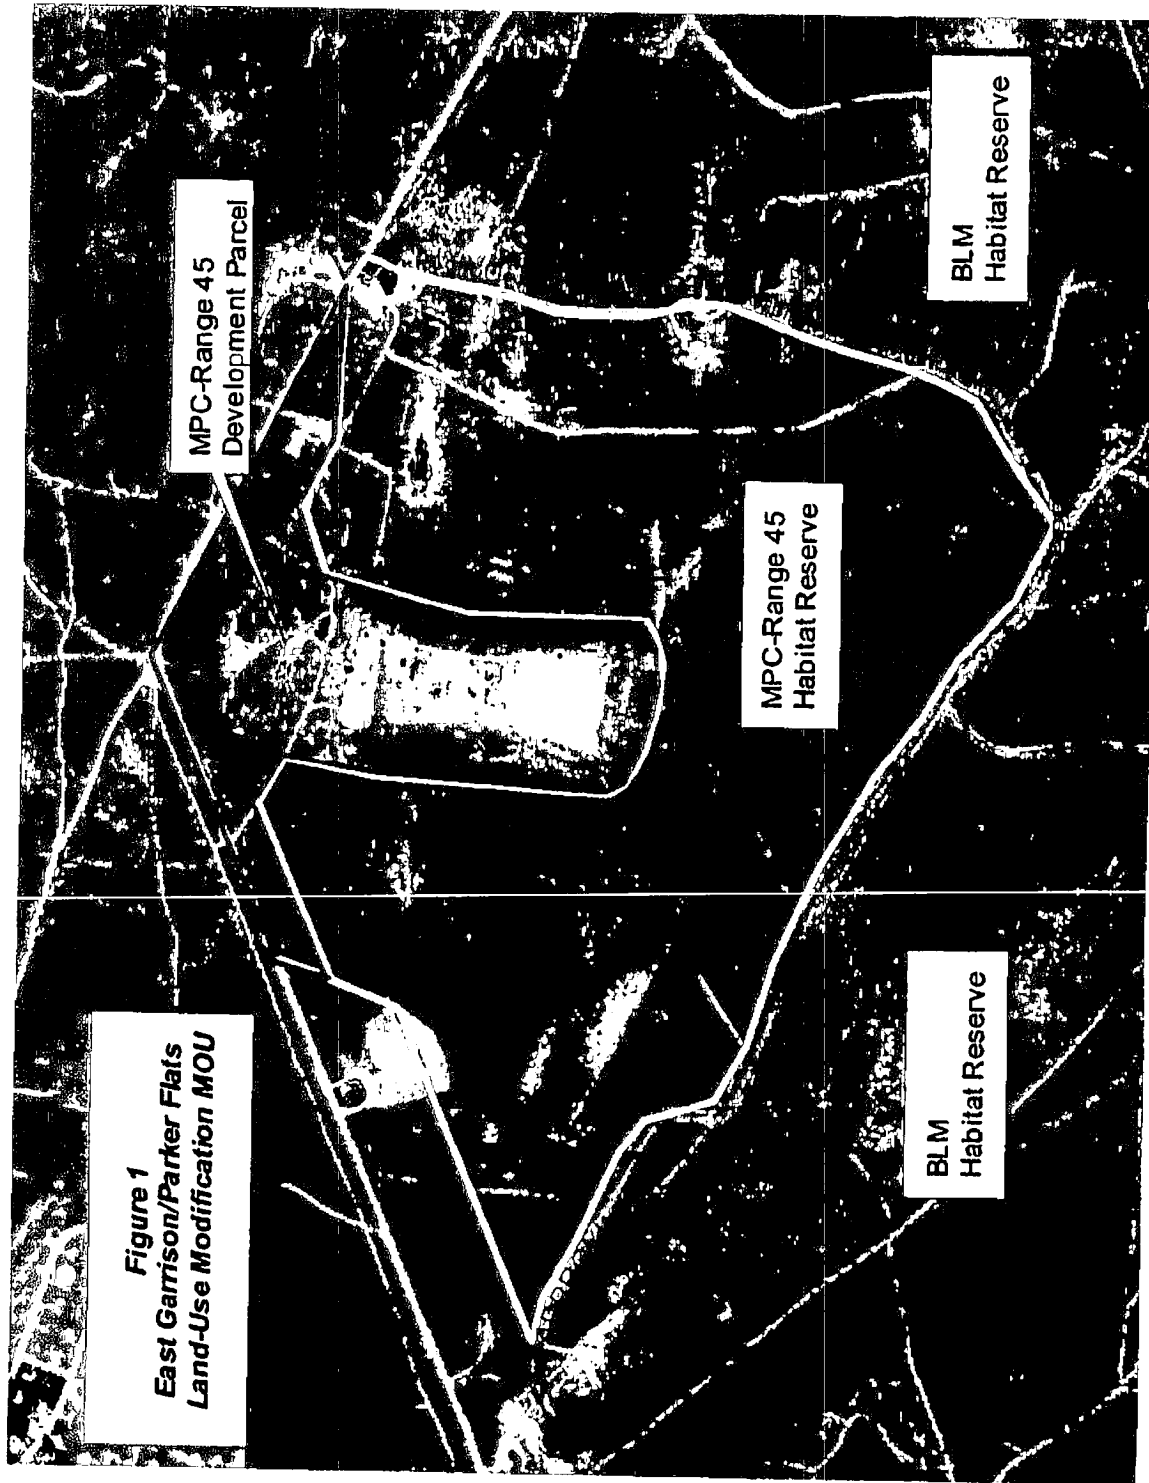 Figure 1
East Garrison/Parker Flats
Land-Use Modification MOU
MPC-Range 45
Development Parcel
MPC-Range 45
Habitat Reserve
BLM
Habitat Reserve
BLM
Habitat Reserve